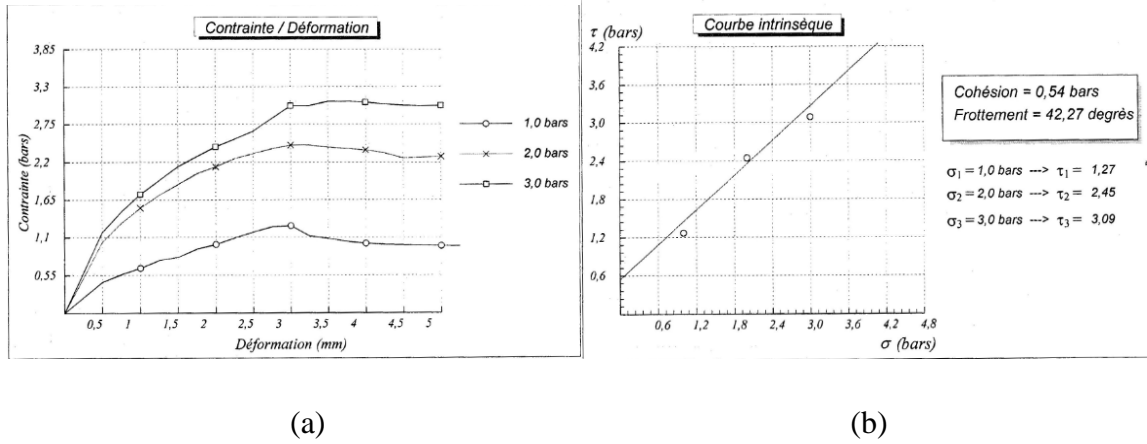 Contrainte / Déformation
Contrainte (bars)
3,85
3,3
2,75
2,2
1,65
1,1
0,55
0,5 1 1,5 2 2,5 3 3,5 4 4,5 5
Déformation (mm)
1,0 bars
2,0 bars
3,0 bars
Courbe intrinsèque
τ (bars)
4,2
3,6
3,0
2,4
1,8
1,2
0,6
0,6 1,2 1,8 2,4 3,0 3,6 4,2 4,8
σ (bars)
Cohésion = 0,54 bars
Frottement = 42,27 degrès
σ1 = 1,0 bars ---> τ1 = 1,27
σ2 = 2,0 bars ---> τ2 = 2,45
σ3 = 3,0 bars ---> τ3 = 3,09
(a) (b)